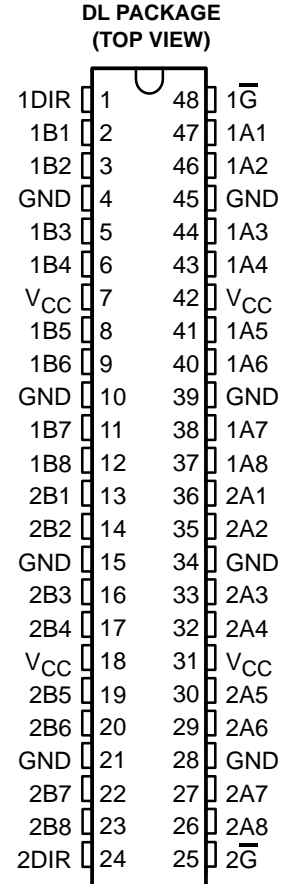 DL PACKAGE
(TOP VIEW)
1DIR 1 48 1G̅
1B1 2 47 1A1
1B2 3 46 1A2
GND 4 45 GND
1B3 5 44 1A3
1B4 6 43 1A4
VCC 7 42 VCC
1B5 8 41 1A5
1B6 9 40 1A6
GND 10 39 GND
1B7 11 38 1A7
1B8 12 37 1A8
2B1 13 36 2A1
2B2 14 35 2A2
GND 15 34 GND
2B3 16 33 2A3
2B4 17 32 2A4
VCC 18 31 VCC
2B5 19 30 2A5
2B6 20 29 2A6
GND 21 28 GND
2B7 22 27 2A7
2B8 23 26 2A8
2DIR 24 25 2G̅